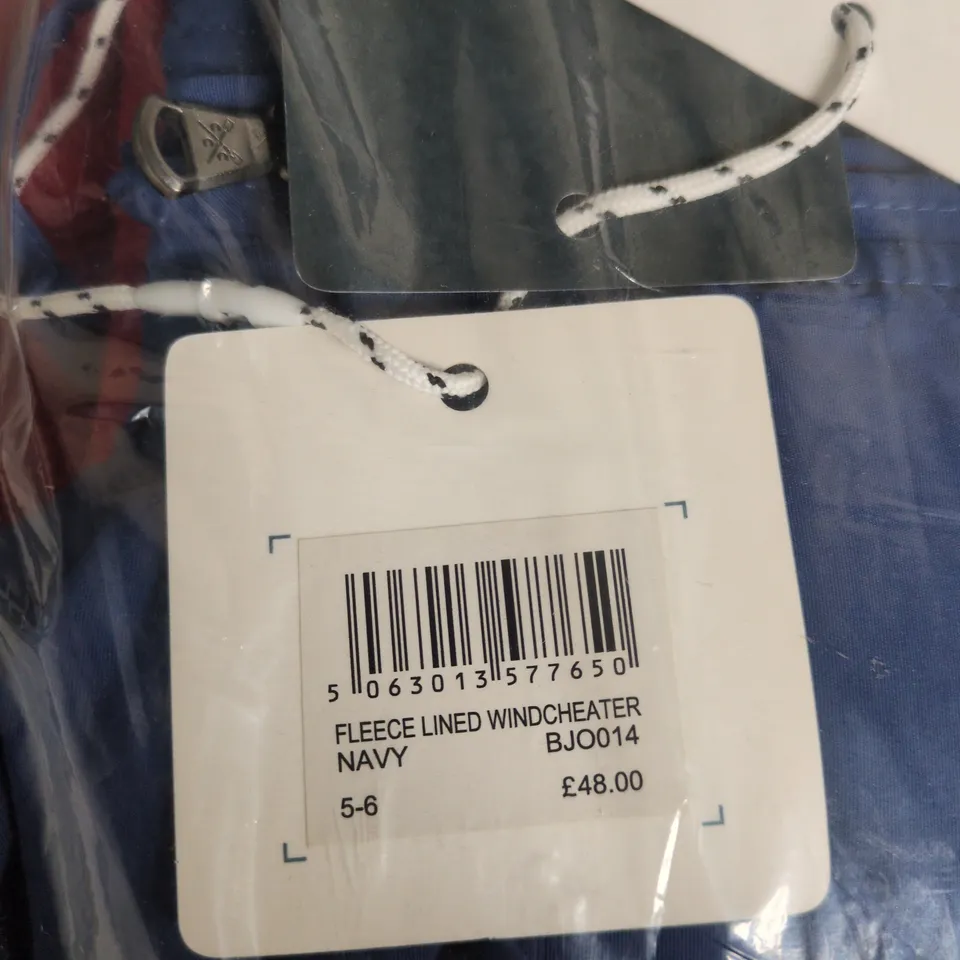 5 063013 577650
FLEECE LINED WINDCHEATER
NAVY BJO014
5-6 £48.00